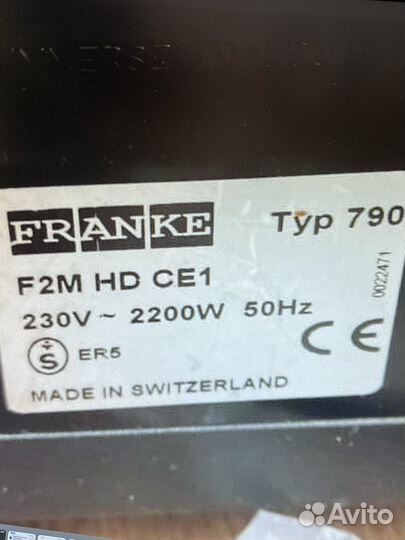 FRANKE Typ 790
F2M HD CE1
230V ~ 2200W 50Hz
0022471
S ER5
CE
MADE IN SWITZERLAND
Avito